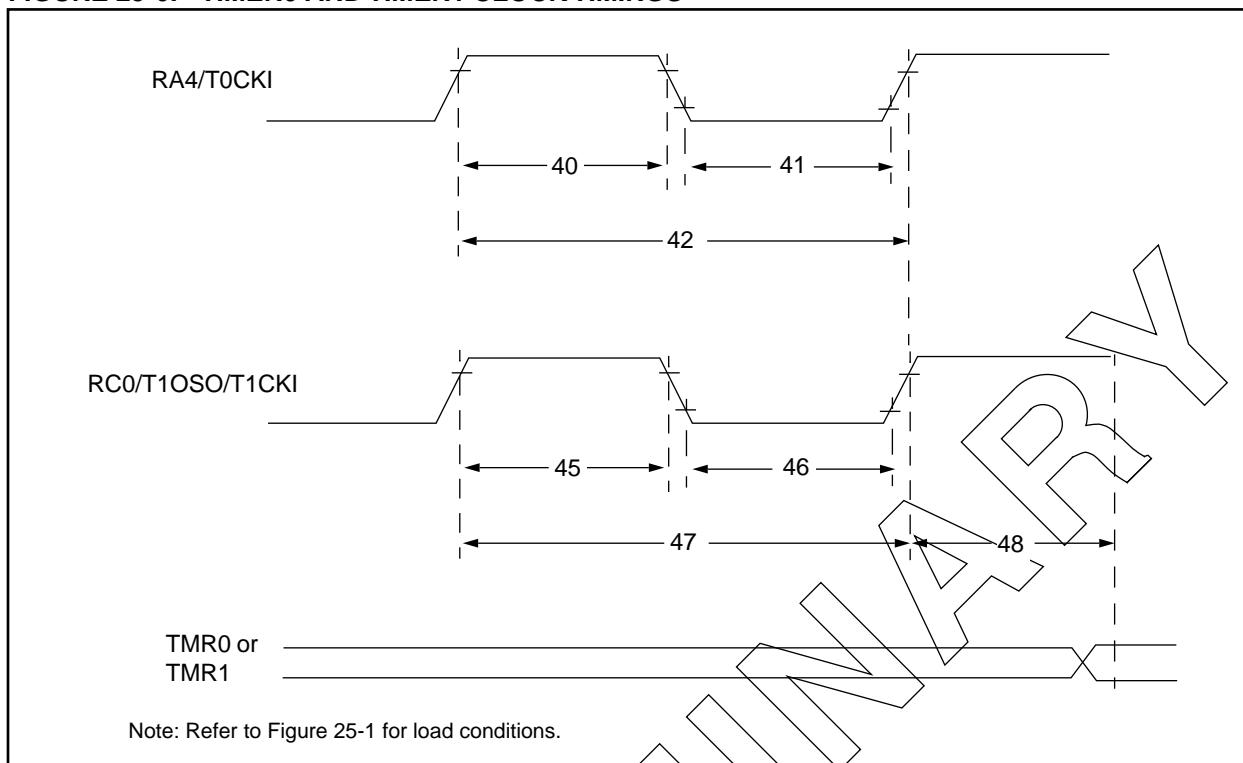 RA4/T0CKI
40
41
42
RC0/T1OSO/T1CKI
45
46
47
48
TMR0 or
TMR1
Note: Refer to Figure 25-1 for load conditions.
INARY